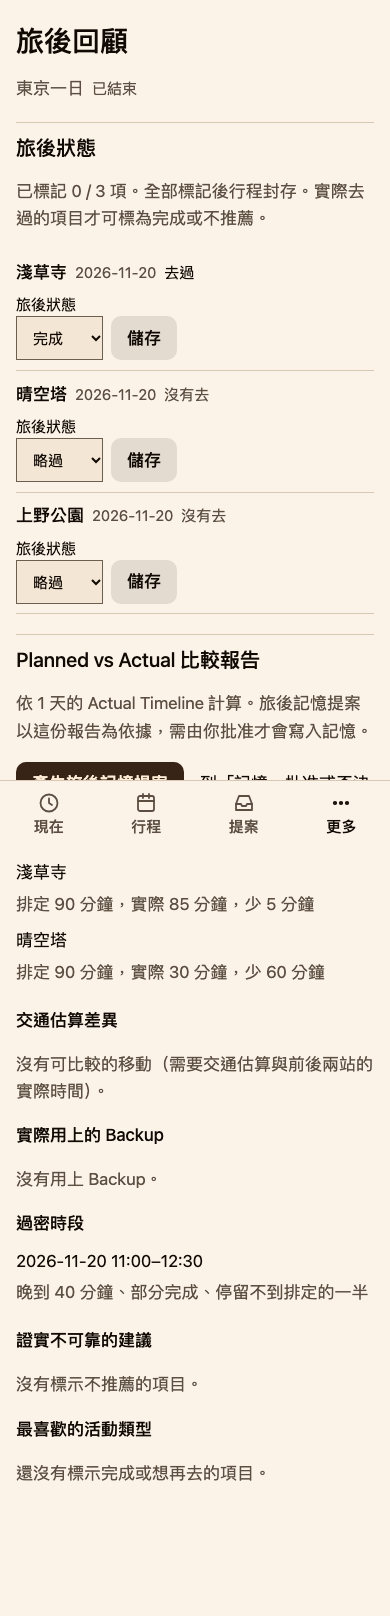 旅後回顧
東京一日 已結束
旅後狀態
已標記 0 / 3 項。全部標記後行程封存。實際去
過的項目才可標為完成或不推薦。
淺草寺 2026-11-20 去過
旅後狀態
完成 儲存
晴空塔 2026-11-20 沒有去
旅後狀態
略過 儲存
上野公園 2026-11-20 沒有去
旅後狀態
略過 儲存
Planned vs Actual 比較報告
依 1 天的 Actual Timeline 計算。旅後記憶提案
以這份報告為依據，需由你批准才會寫入記憶。
現在 行程 提案 更多
淺草寺
排定 90 分鐘，實際 85 分鐘，少 5 分鐘
晴空塔
排定 90 分鐘，實際 30 分鐘，少 60 分鐘
交通估算差異
沒有可比較的移動（需要交通估算與前後兩站的
實際時間）。
實際用上的 Backup
沒有用上 Backup。
過密時段
2026-11-20 11:00–12:30
晚到 40 分鐘、部分完成、停留不到排定的一半
證實不可靠的建議
沒有標示不推薦的項目。
最喜歡的活動類型
還沒有標示完成或想再去的項目。